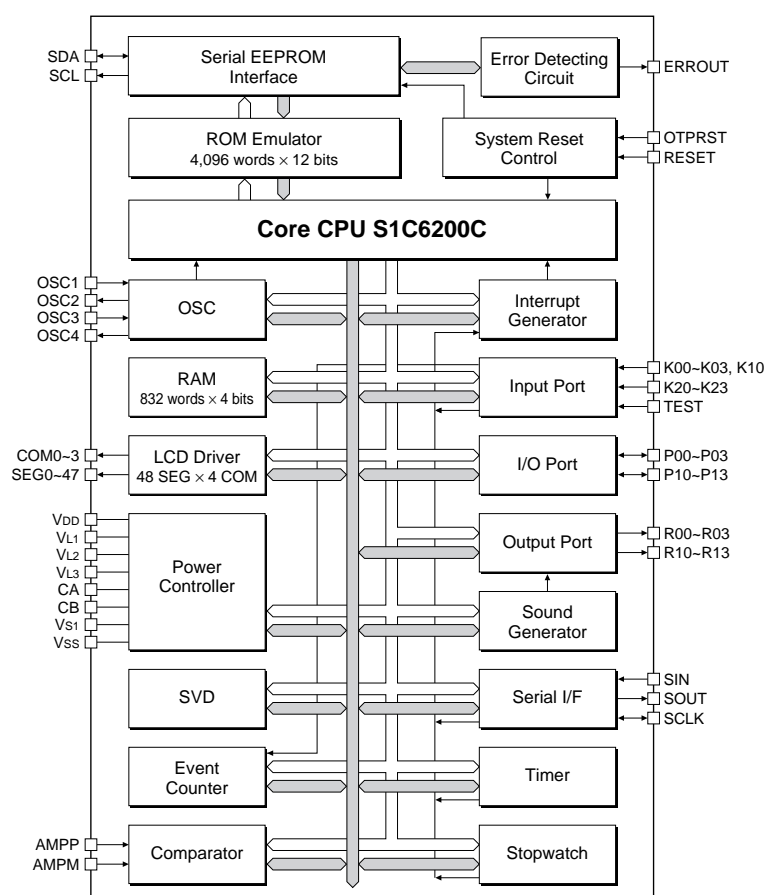 SDA
SCL
Serial EEPROM
Interface
Error Detecting
Circuit
ERROUT
ROM Emulator
4,096 words × 12 bits
System Reset
Control
OTPRST
RESET
Core CPU S1C6200C
OSC1
OSC2
OSC3
OSC4
OSC
Interrupt
Generator
RAM
832 words × 4 bits
Input Port
K00~K03, K10
K20~K23
TEST
COM0~3
SEG0~47
LCD Driver
48 SEG × 4 COM
I/O Port
P00~P03
P10~P13
VDD
VL1
VL2
VL3
CA
CB
VS1
VSS
Power
Controller
Output Port
R00~R03
R10~R13
Sound
Generator
SVD
Serial I/F
SIN
SOUT
SCLK
Event
Counter
Timer
AMPP
AMPM
Comparator
Stopwatch